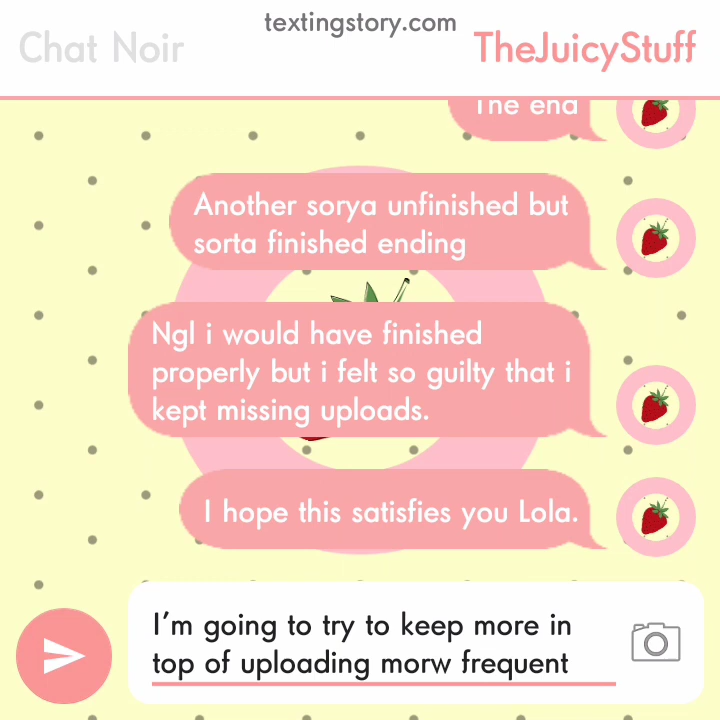 textingstory.com
Chat Noir
TheJuicyStuff
The end
Another sorya unfinished but
sorta finished ending
Ngl i would have finished
properly but i felt so guilty that i
kept missing uploads.
I hope this satisfies you Lola.
I’m going to try to keep more in
top of uploading morw frequent